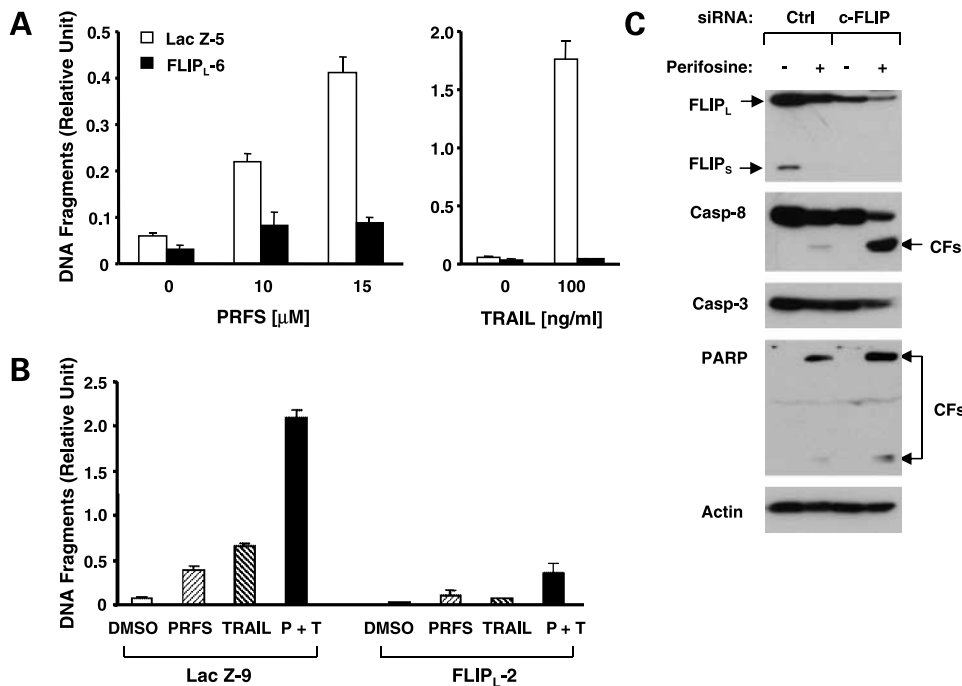 A
DNA Fragments (Relative Unit)
0.5
0.4
0.3
0.2
0.1
0
Lac Z-5
FLIPL-6
0 10 15
PRFS [μM]
2.0
1.5
1.0
0.5
0
0 100
TRAIL [ng/ml]
B
DNA Fragments (Relative Unit)
2.5
2.0
1.5
1.0
0.5
0
DMSO PRFS TRAIL P + T DMSO PRFS TRAIL P + T
Lac Z-9 FLIPL-2
C
siRNA: Ctrl c-FLIP
Perifosine: - + - +
FLIPL
FLIPS
Casp-8
CFs
Casp-3
PARP
CFs
Actin